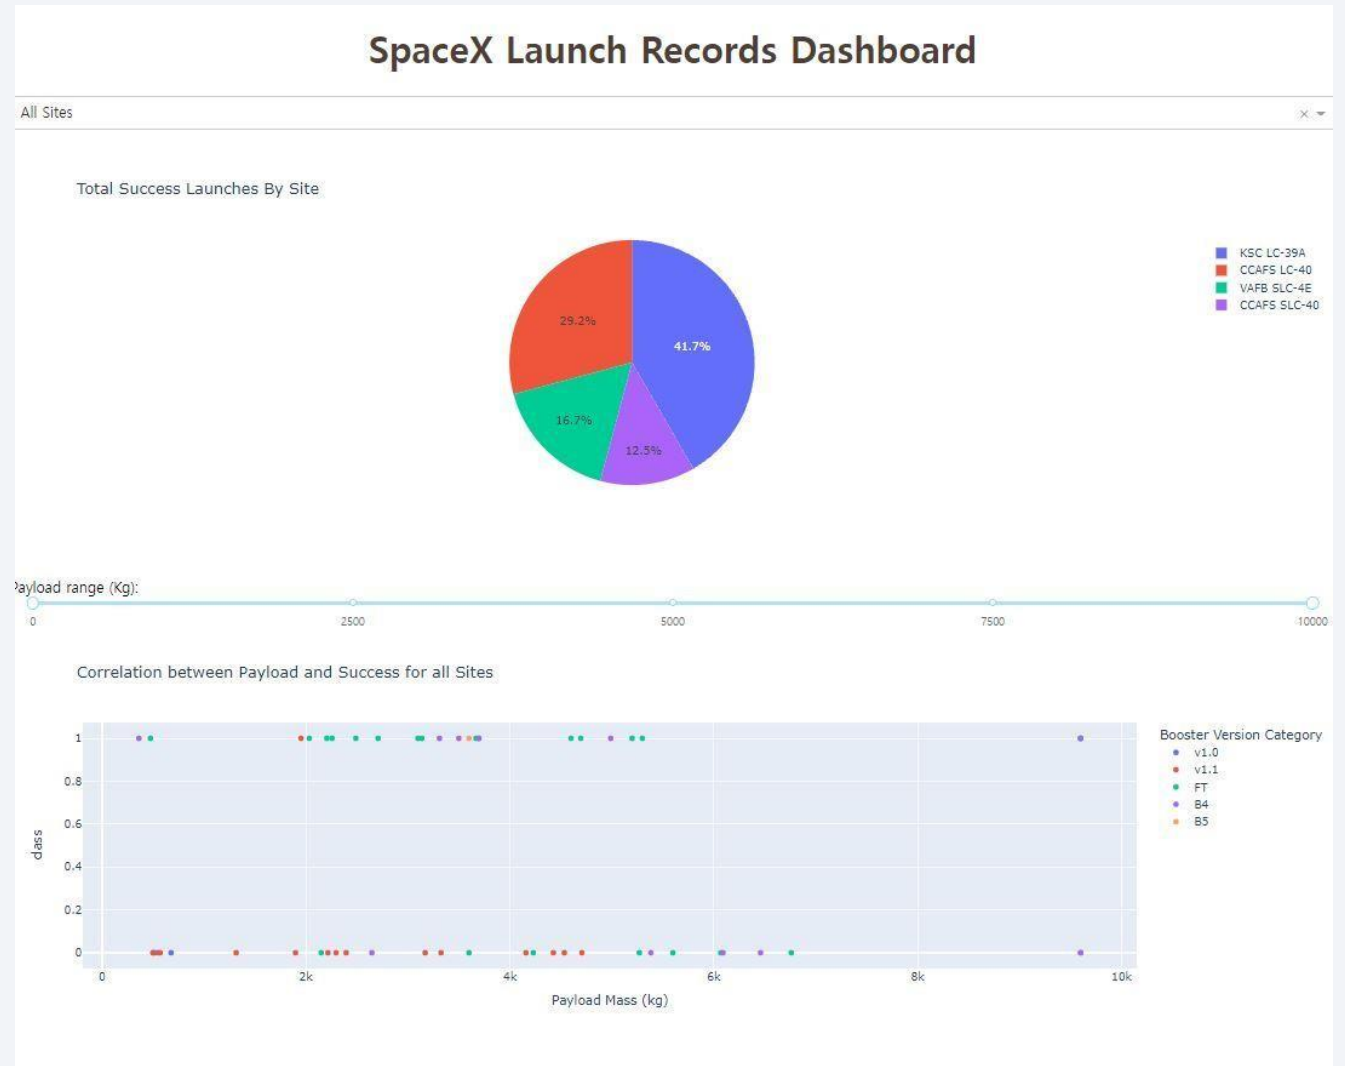 SpaceX Launch Records Dashboard
All Sites
×
Total Success Launches By Site
KSC LC-39A
CCAFS LC-40
VAFB SLC-4E
CCAFS SLC-40
29.2%
41.7%
16.7%
12.5%
Payload range (Kg):
0 2500 5000 7500 10000
Correlation between Payload and Success for all Sites
Booster Version Category
v1.0
v1.1
FT
B4
B5
class
1
0.8
0.6
0.4
0.2
0
0 2k 4k 6k 8k 10k
Payload Mass (kg)